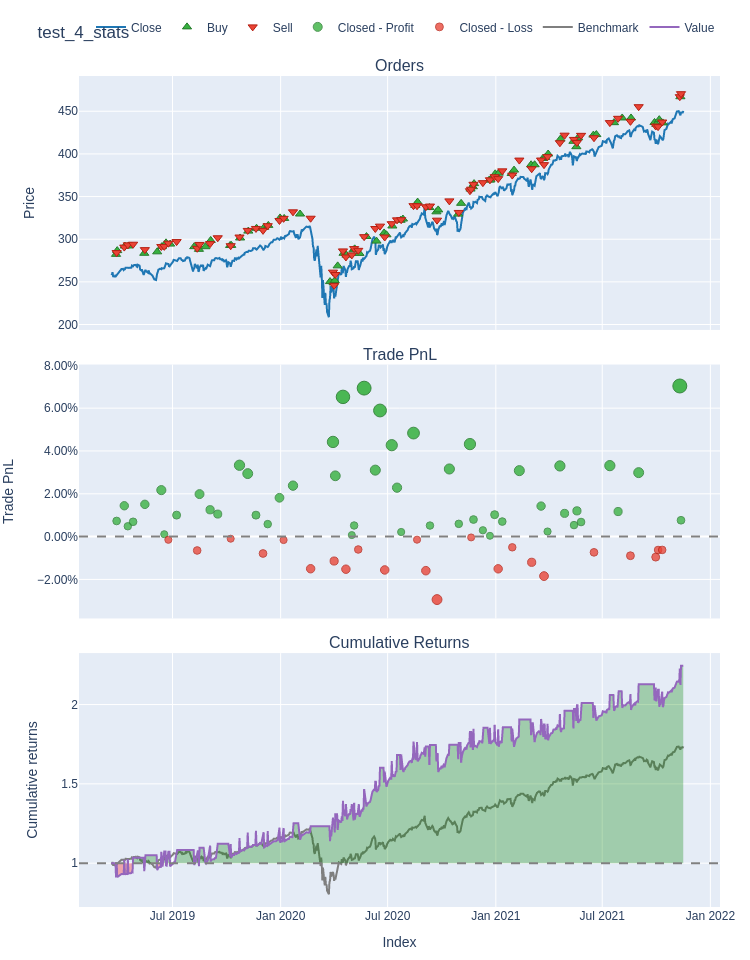 test_4_stats
Close Buy Sell Closed - Profit Closed - Loss Benchmark Value
Orders
450
400
350
300
250
200
Price
Trade PnL
8.00%
6.00%
4.00%
2.00%
0.00%
−2.00%
Trade PnL
Cumulative Returns
2
1.5
1
Cumulative returns
Jul 2019 Jan 2020 Jul 2020 Jan 2021 Jul 2021 Jan 2022
Index